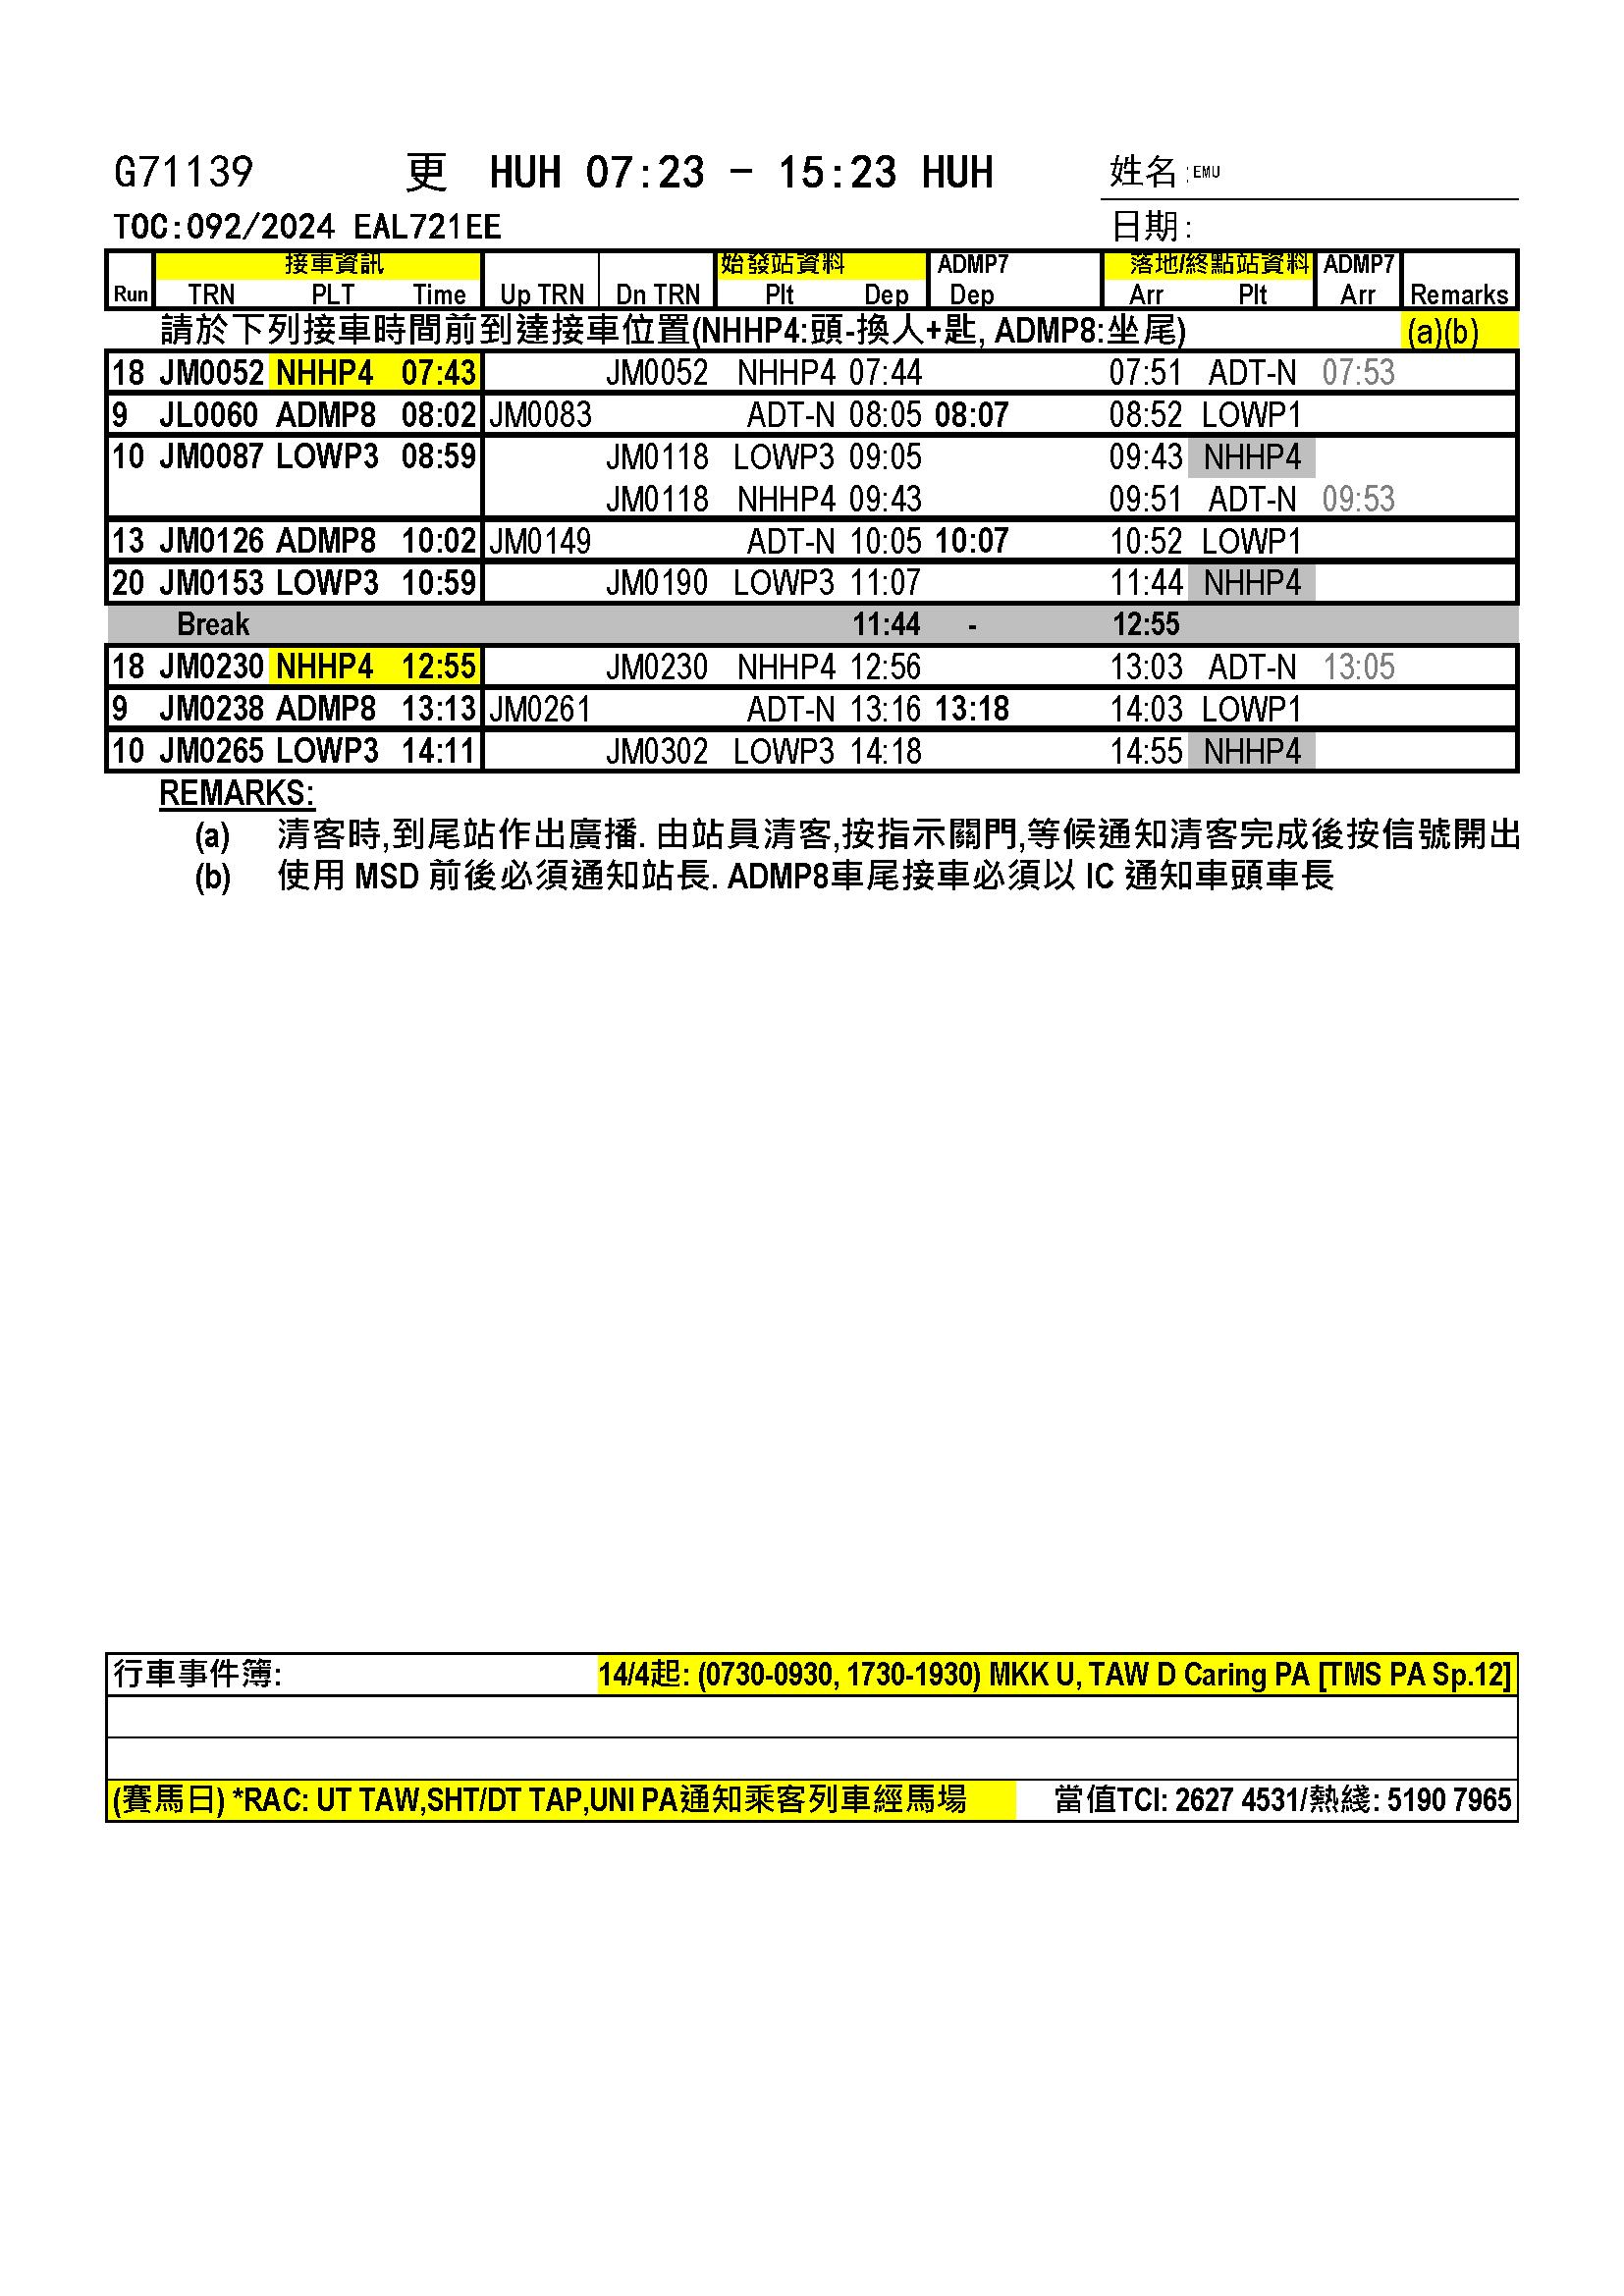 G71139 更 HUH 07:23 - 15:23 HUH 姓名:EMU
TOC:092/2024 EAL721EE 日期:
接車資訊 始發站資料 ADMP7 落地/終點站資料 ADMP7
Run TRN PLT Time Up TRN Dn TRN Plt Dep Dep Arr Plt Arr Remarks
請於下列接車時間前到達接車位置(NHHP4:頭-換人+匙, ADMP8:坐尾) (a)(b)
18 JM0052 NHHP4 07:43 JM0052 NHHP4 07:44 07:51 ADT-N 07:53
9 JL0060 ADMP8 08:02 JM0083 ADT-N 08:05 08:07 08:52 LOWP1
10 JM0087 LOWP3 08:59 JM0118 LOWP3 09:05 09:43 NHHP4
JM0118 NHHP4 09:43 09:51 ADT-N 09:53
13 JM0126 ADMP8 10:02 JM0149 ADT-N 10:05 10:07 10:52 LOWP1
20 JM0153 LOWP3 10:59 JM0190 LOWP3 11:07 11:44 NHHP4
Break 11:44 - 12:55
18 JM0230 NHHP4 12:55 JM0230 NHHP4 12:56 13:03 ADT-N 13:05
9 JM0238 ADMP8 13:13 JM0261 ADT-N 13:16 13:18 14:03 LOWP1
10 JM0265 LOWP3 14:11 JM0302 LOWP3 14:18 14:55 NHHP4
REMARKS:
(a) 清客時,到尾站作出廣播. 由站員清客,按指示關門,等候通知清客完成後按信號開出
(b) 使用 MSD 前後必須通知站長. ADMP8車尾接車必須以 IC 通知車頭車長
行車事件簿: 14/4起: (0730-0930, 1730-1930) MKK U, TAW D Caring PA [TMS PA Sp.12]
(賽馬日) *RAC: UT TAW,SHT/DT TAP,UNI PA通知乘客列車經馬場 當值TCI: 2627 4531/熱綫: 5190 7965